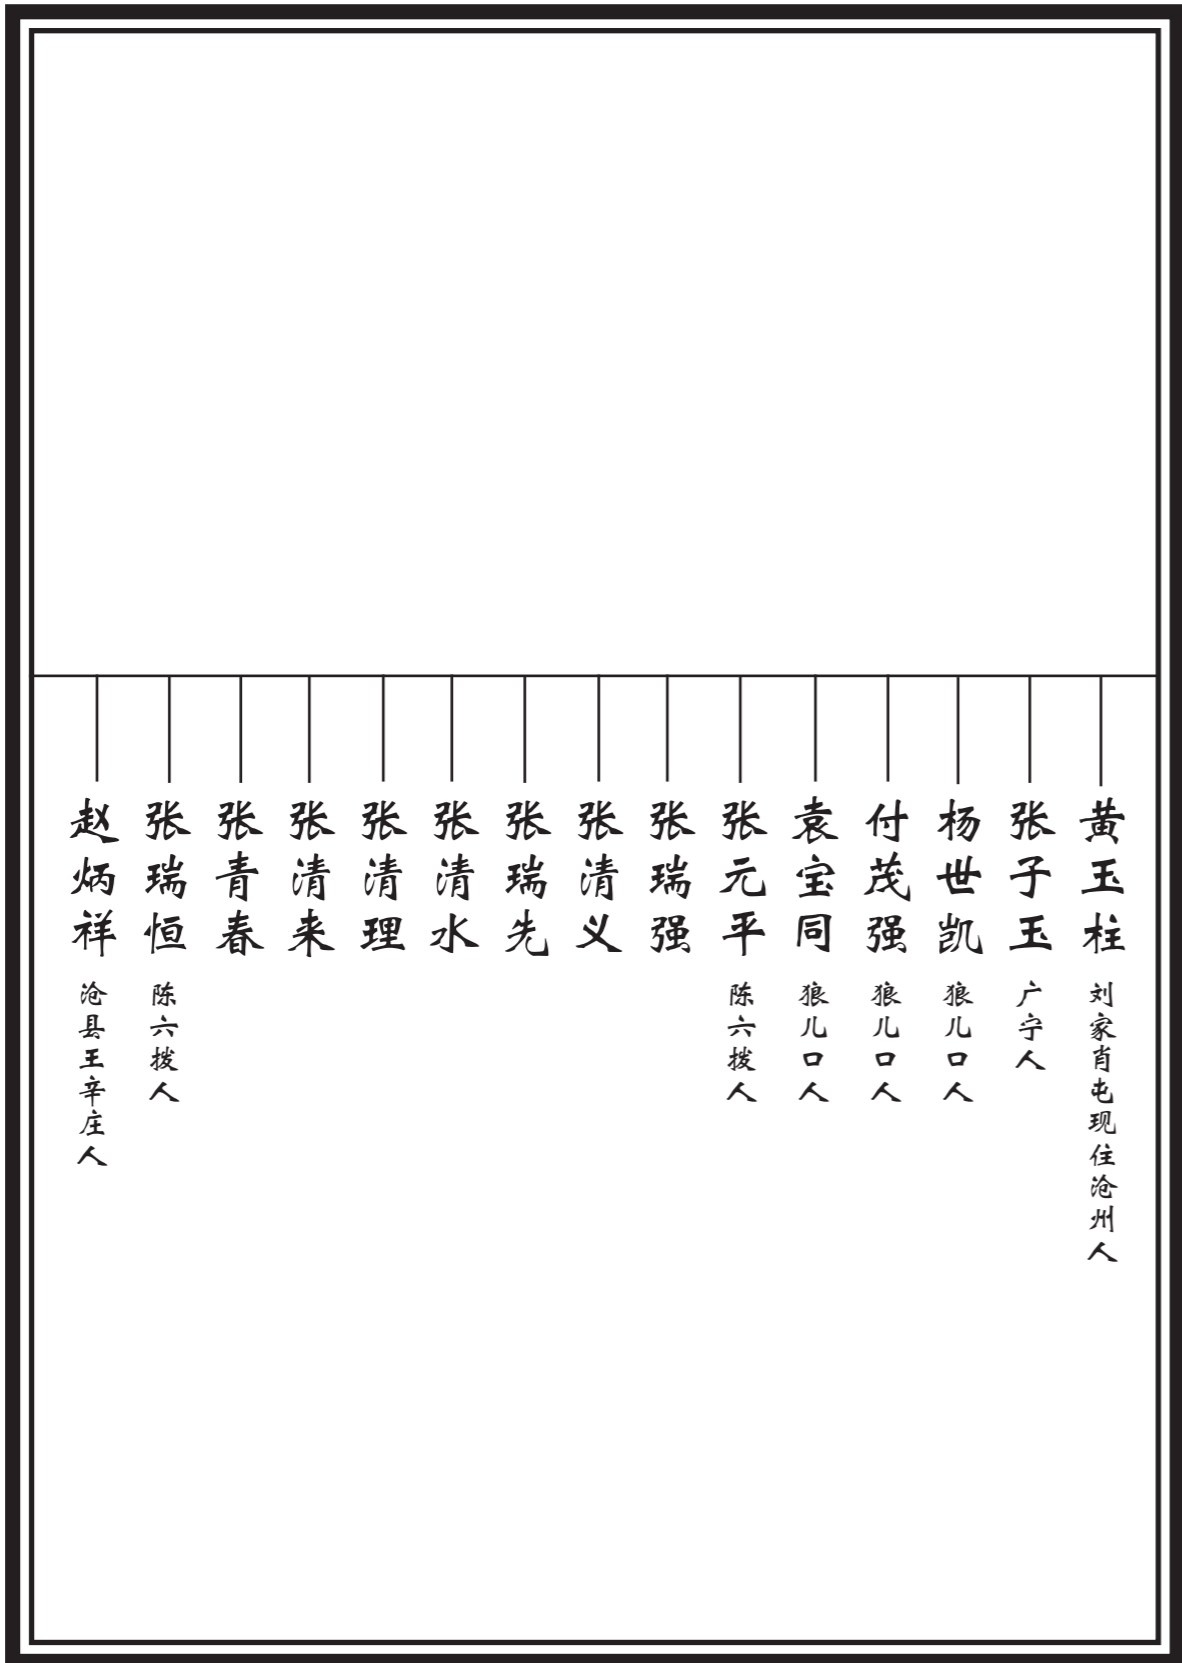 黄玉柱 刘家肖屯现住沧州人
张子玉 广宁人
杨世凯 狼儿口人
付茂强 狼儿口人
袁宝同 狼儿口人
张元平 陈六拨人
张瑞强
张清义
张瑞先
张清水
张清理
张清来
张青春
张瑞恒 陈六拨人
赵炳祥 沧县王辛庄人